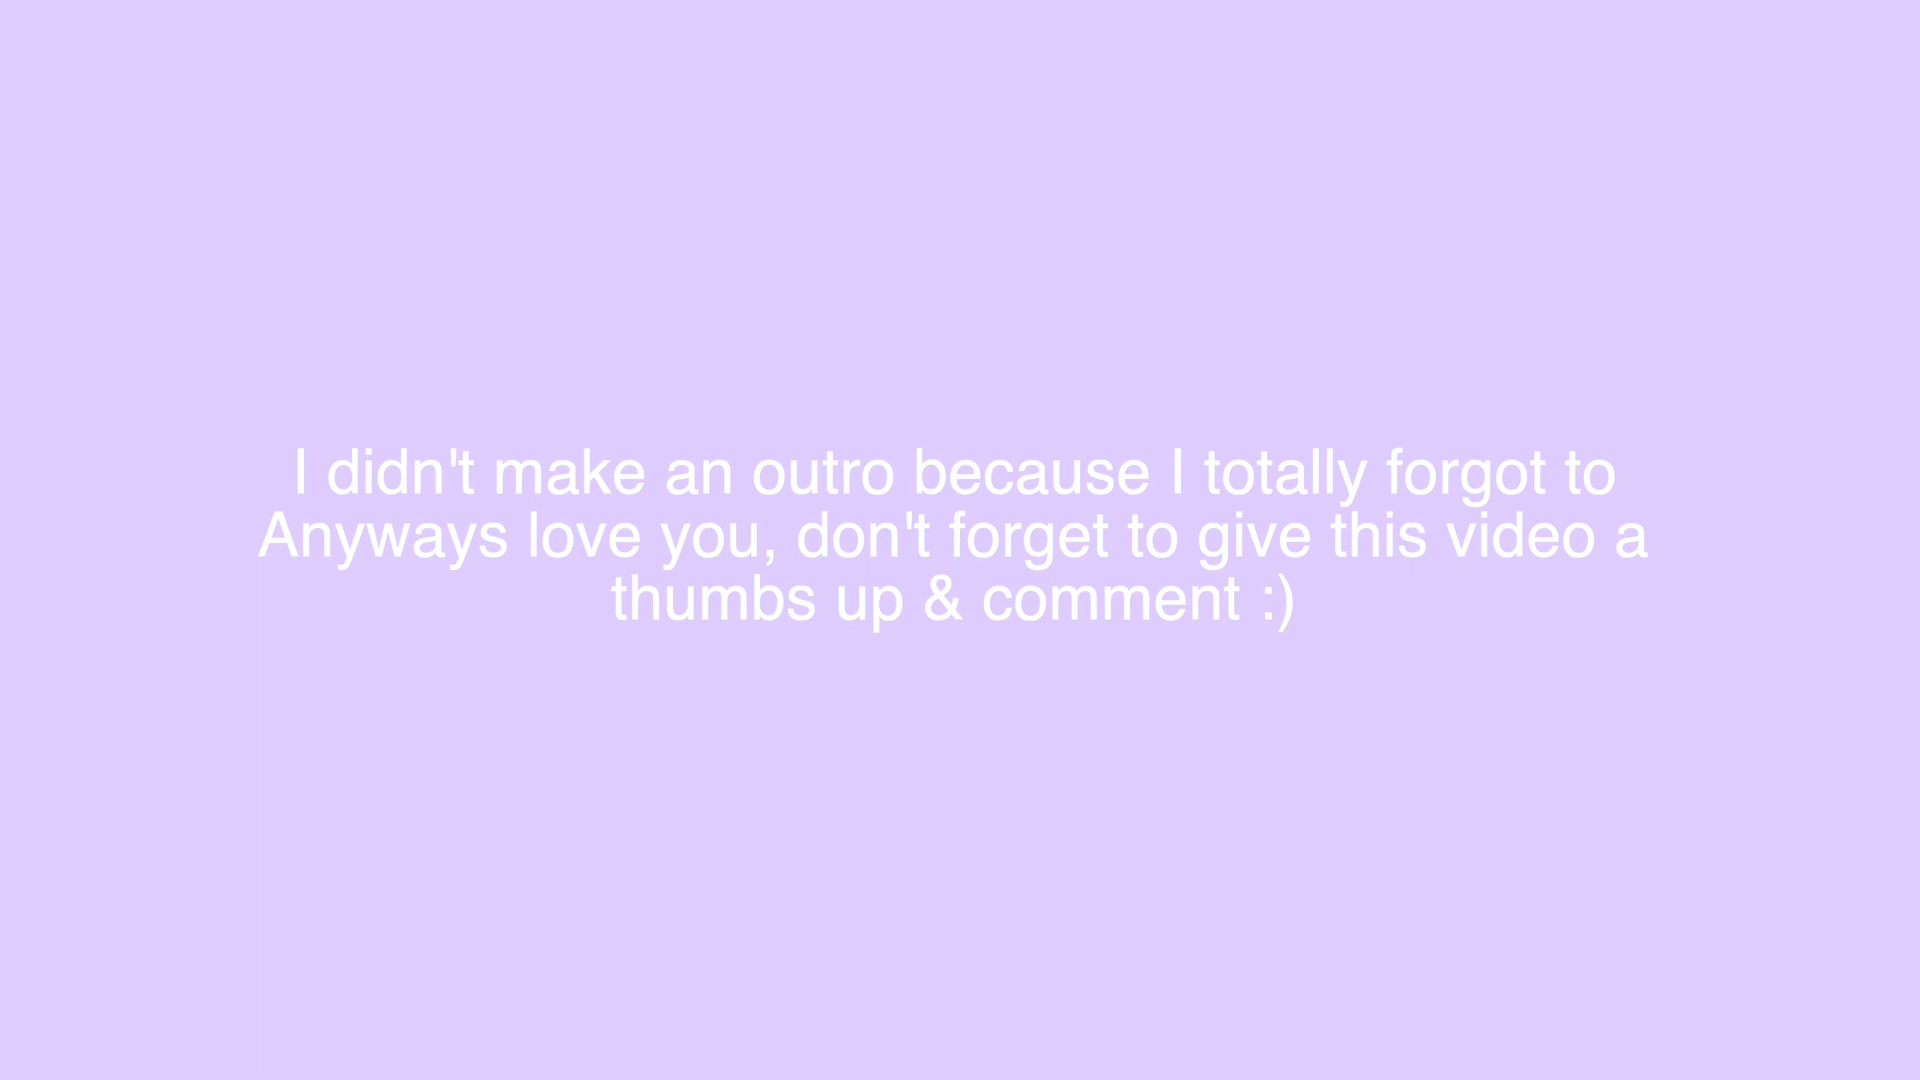 I didn't make an outro because I totally forgot to
Anyways love you, don't forget to give this video a
thumbs up & comment :)